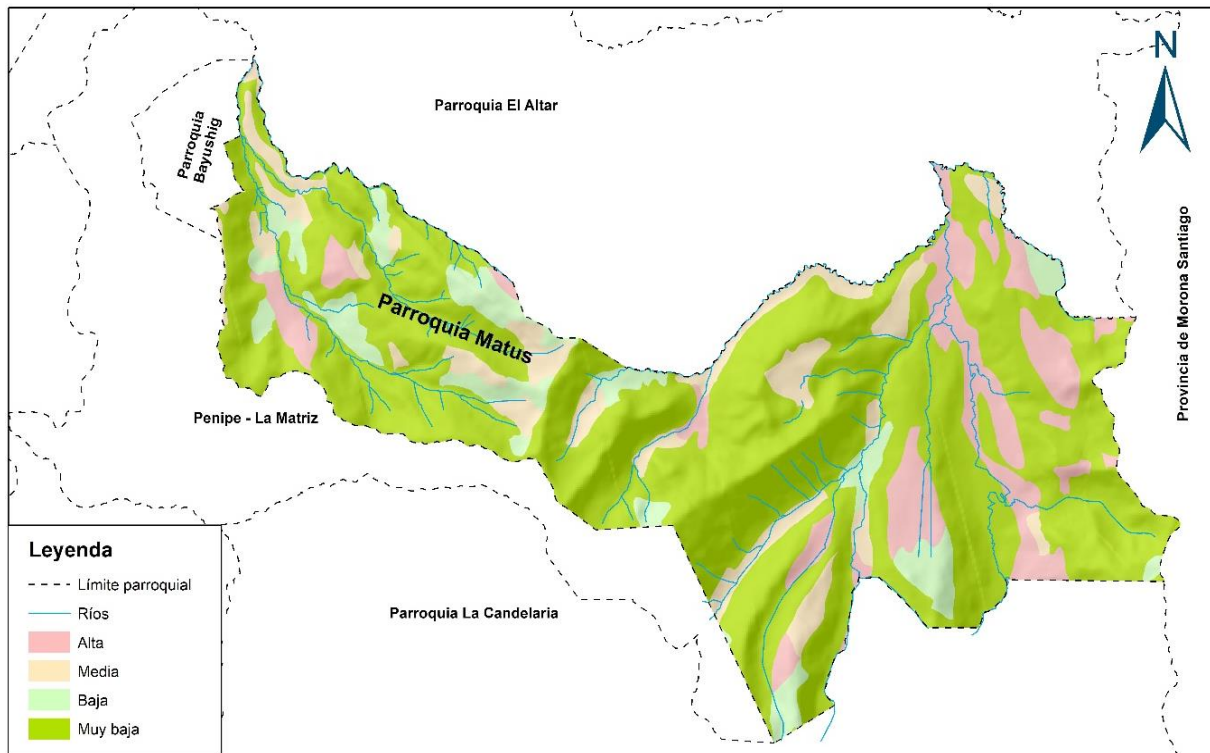 N
Parroquia El Altar
Parroquia
Bayushig
Provincia de Morona Santiago
Parroquia Matus
Penipe - La Matriz
Parroquia La Candelaria
Leyenda
Límite parroquial
Ríos
Alta
Media
Baja
Muy baja